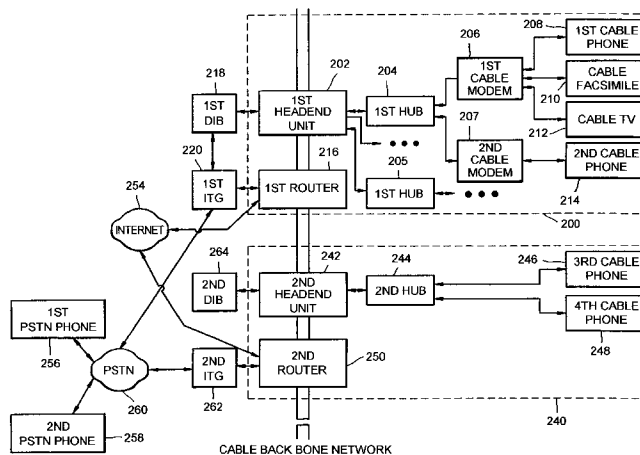 208
1ST CABLE
PHONE
206
1ST
CABLE
MODEM
CABLE
FACSIMILE
210
CABLE TV
212
207
2ND
CABLE
MODEM
2ND CABLE
PHONE
214
218
1ST
DIB
202
1ST
HEADEND
UNIT
204
1ST HUB
220
1ST
ITG
216
1ST ROUTER
205
1ST HUB
200
254
INTERNET
264
2ND
DIB
242
2ND
HEADEND
UNIT
244
2ND HUB
246
3RD CABLE
PHONE
4TH CABLE
PHONE
248
1ST
PSTN PHONE
256
PSTN
260
2ND
ITG
262
2ND
ROUTER
250
2ND
PSTN PHONE
258
240
CABLE BACK BONE NETWORK